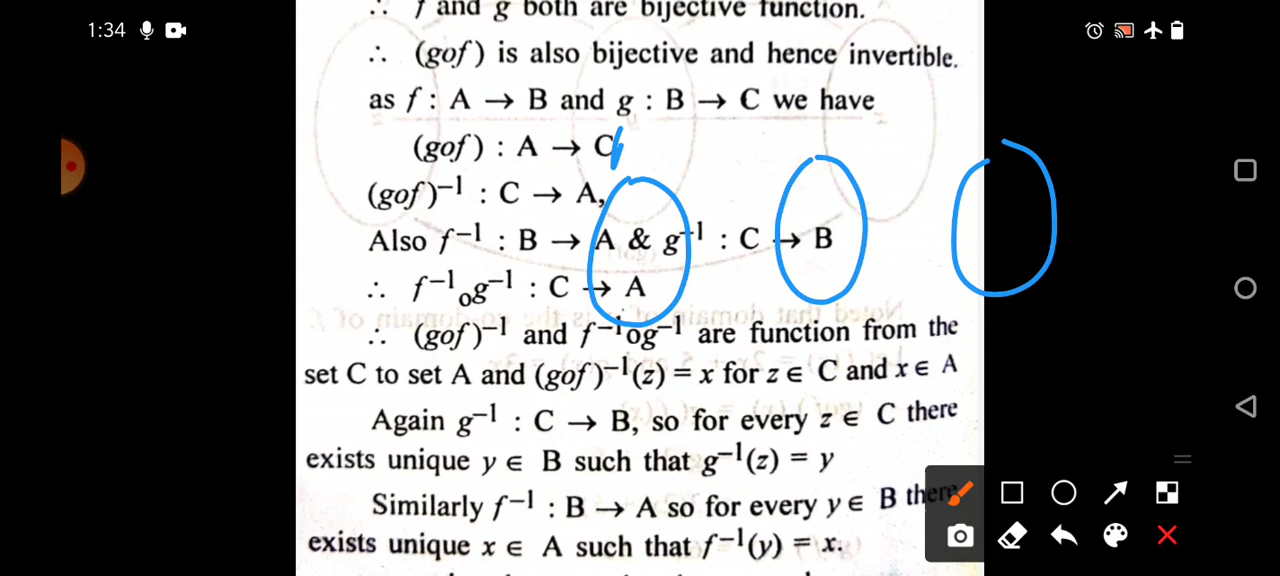 1:34
∴ f and g both are bijective function.
∴ (gof) is also bijective and hence invertible.
as f : A → B and g : B → C we have
(gof) : A → C
(gof)⁻¹ : C → A,
Also f⁻¹ : B → A & g⁻¹ : C → B
∴ f⁻¹og⁻¹ : C → A
∴ (gof)⁻¹ and f⁻¹og⁻¹ are function from the
set C to set A and (gof)⁻¹(z) = x for z ∈ C and x ∈ A
Again g⁻¹ : C → B, so for every z ∈ C there
exists unique y ∈ B such that g⁻¹(z) = y
Similarly f⁻¹ : B → A so for every y ∈ B there
exists unique x ∈ A such that f⁻¹(y) = x.